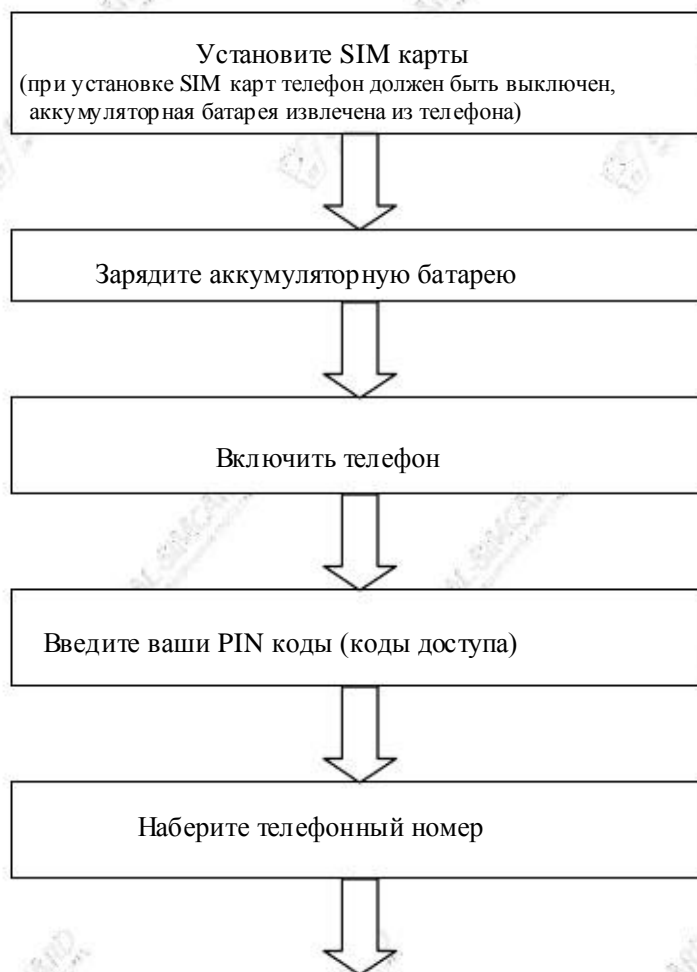 Установите SIM карты
(при установке SIM карт телефон должен быть выключен,
аккумуляторная батарея извлечена из телефона)
Зарядите аккумуляторную батарею
Включить телефон
Введите ваши PIN коды (коды доступа)
Наберите телефонный номер